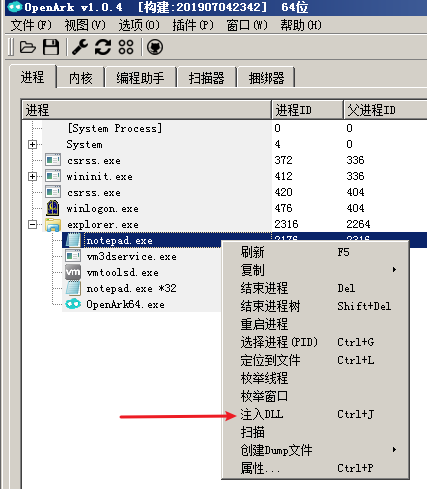 OpenArk v1.0.4 [构建:201907042342] 64位
文件(F) 视图(V) 选项(O) 插件(P) 窗口(W) 帮助(H)
进程 内核 编程助手 扫描器 捆绑器
进程 进程ID 父进程ID
[System Process] 0 0
System 4 0
csrss.exe 372 336
wininit.exe 412 336
csrss.exe 420 404
winlogon.exe 476 404
explorer.exe 2316 2264
notepad.exe 2176 2316
vm3dservice.exe
vmtoolsd.exe
notepad.exe *32
OpenArk64.exe
刷新 F5
复制
结束进程 Del
结束进程树 Shift+Del
重启进程
选择进程(PID) Ctrl+G
定位到文件 Ctrl+L
枚举线程
枚举窗口
注入DLL Ctrl+J
扫描
创建Dump文件
属性... Ctrl+P